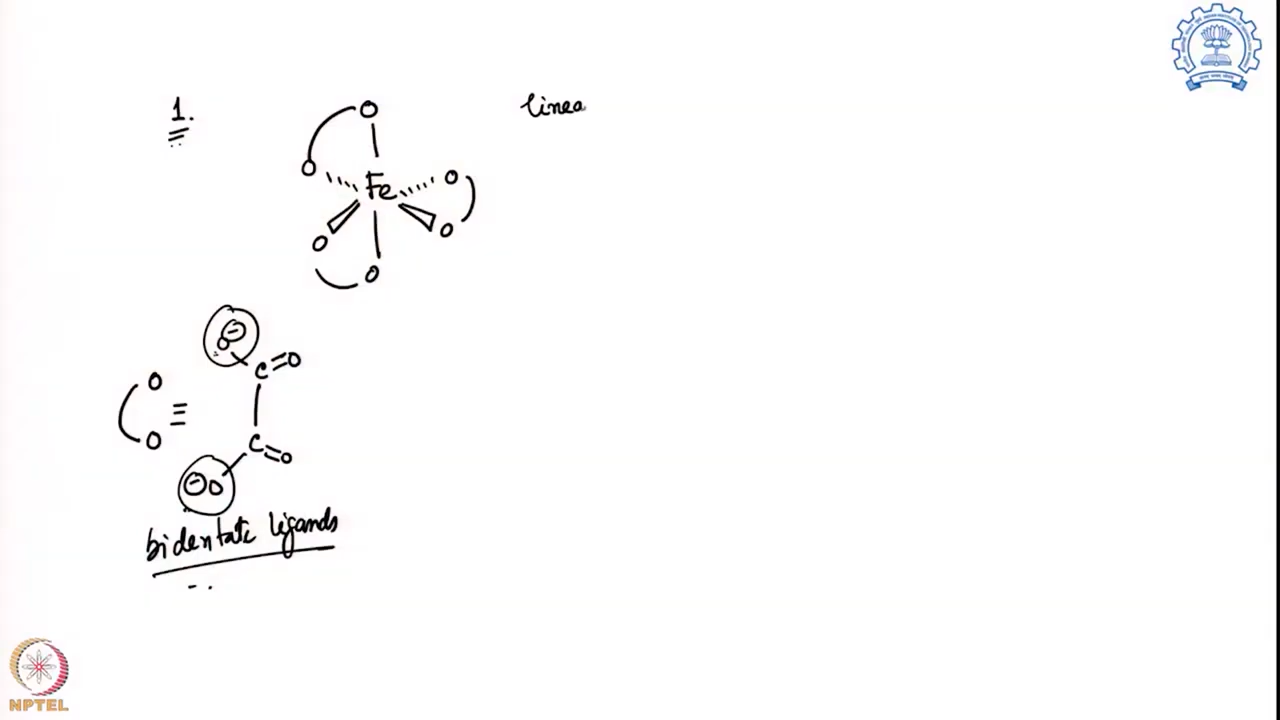 1.
linea
O
O
Fe
O
O
O
O
O ⊖
C=O
O
≡
O
C=O
⊖O
bidentate ligands
NPTEL